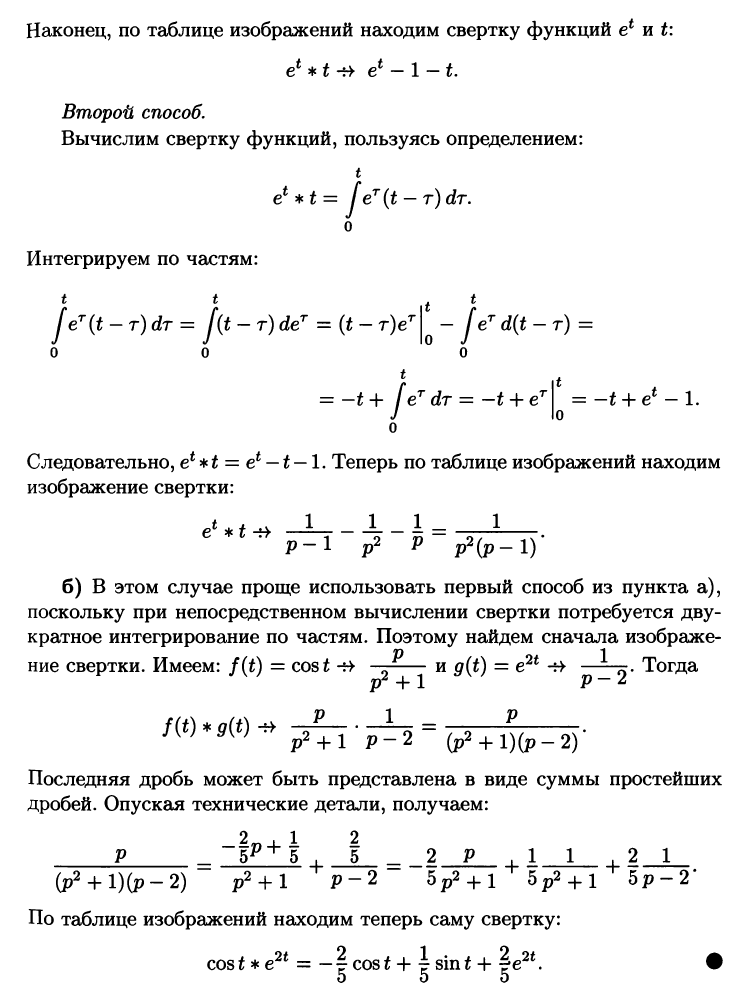 Наконец, по таблице изображений находим свертку функций e^t и t:
e^t * t ÷> e^t − 1 − t.
Второй способ.
Вычислим свертку функций, пользуясь определением:
e^t * t = ∫_0^t e^τ (t − τ) dτ.
Интегрируем по частям:
∫_0^t e^τ (t − τ) dτ = ∫_0^t (t − τ) de^τ = (t − τ)e^τ |_0^t − ∫_0^t e^τ d(t − τ) =
= −t + ∫_0^t e^τ dτ = −t + e^τ |_0^t = −t + e^t − 1.
Следовательно, e^t * t = e^t − t − 1. Теперь по таблице изображений находим
изображение свертки:
e^t * t ÷> 1/(p − 1) − 1/p^2 − 1/p = 1/(p^2(p − 1)).
б) В этом случае проще использовать первый способ из пункта а),
поскольку при непосредственном вычислении свертки потребуется дву-
кратное интегрирование по частям. Поэтому найдем сначала изображе-
ние свертки. Имеем: f(t) = cos t ÷> p/(p^2 + 1) и g(t) = e^{2t} ÷> 1/(p − 2). Тогда
f(t) * g(t) ÷> p/(p^2 + 1) · 1/(p − 2) = p/((p^2 + 1)(p − 2)).
Последняя дробь может быть представлена в виде суммы простейших
дробей. Опуская технические детали, получаем:
p/((p^2 + 1)(p − 2)) = (−2/5 p + 1/5)/(p^2 + 1) + (2/5)/(p − 2) = −2/5 p/(p^2 + 1) + 1/5 1/(p^2 + 1) + 2/5 1/(p − 2).
По таблице изображений находим теперь саму свертку:
cos t * e^{2t} = −2/5 cos t + 1/5 sin t + 2/5 e^{2t}. ●